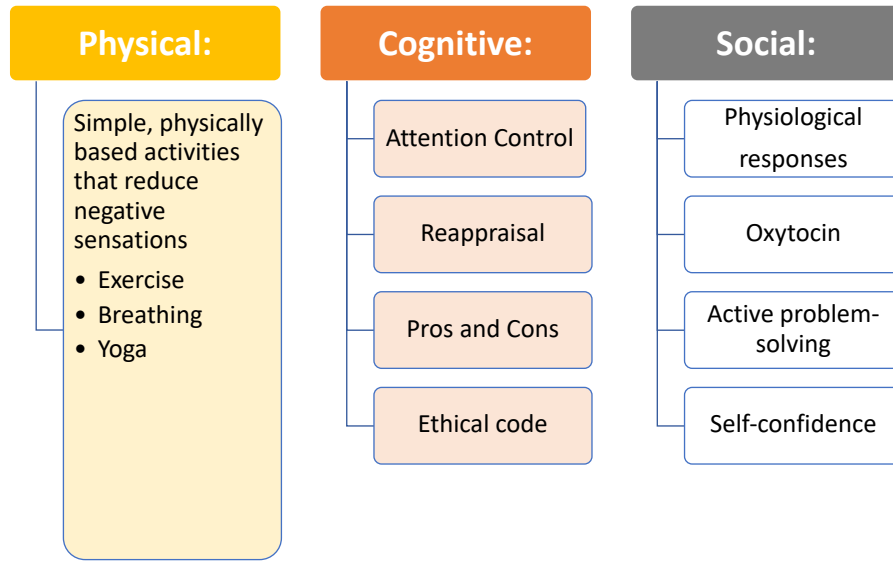 Physical:
Simple, physically
based activities
that reduce
negative
sensations
• Exercise
• Breathing
• Yoga
Cognitive:
Attention Control
Reappraisal
Pros and Cons
Ethical code
Social:
Physiological
responses
Oxytocin
Active problem-
solving
Self-confidence